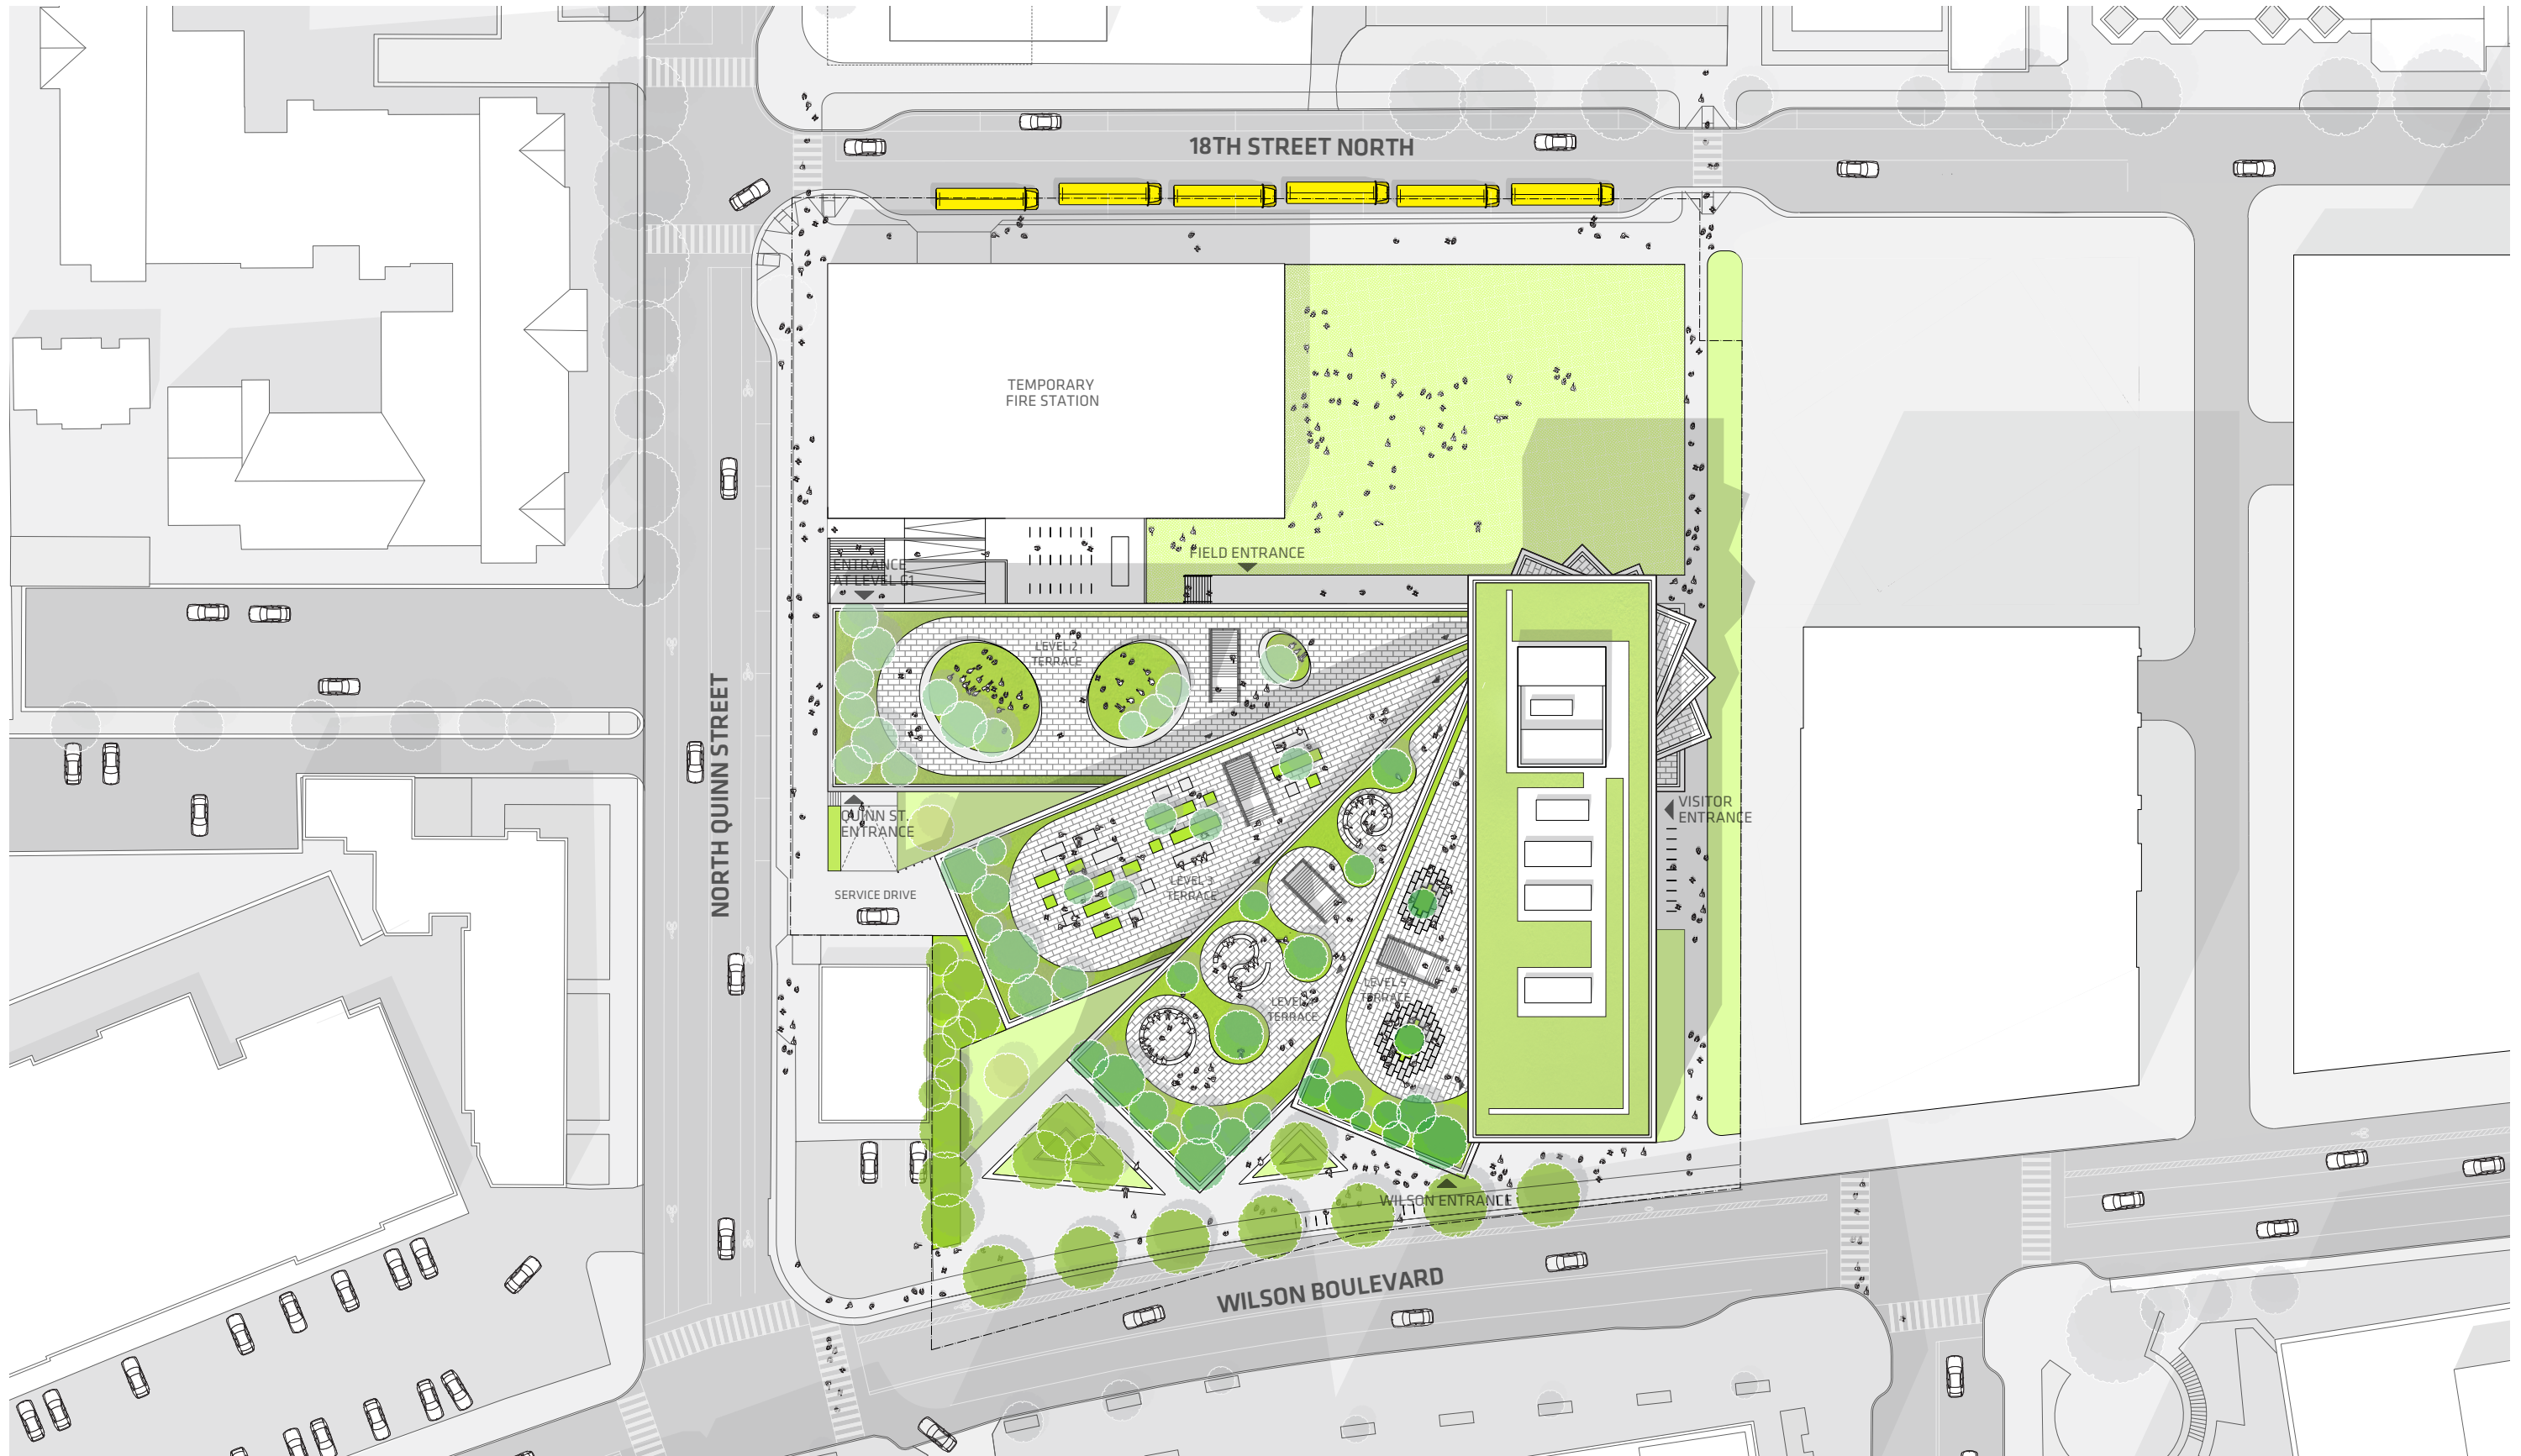 18TH STREET NORTH
TEMPORARY
FIRE STATION
FIELD ENTRANCE
ENTRANCE
AT LEVEL G1
LEVEL 2
TERRACE
NORTH QUINN STREET
QUINN ST.
ENTRANCE
VISITOR
ENTRANCE
SERVICE DRIVE
LEVEL 3
TERRACE
LEVEL 5
TERRACE
LEVEL 4
TERRACE
WILSON ENTRANCE
WILSON BOULEVARD